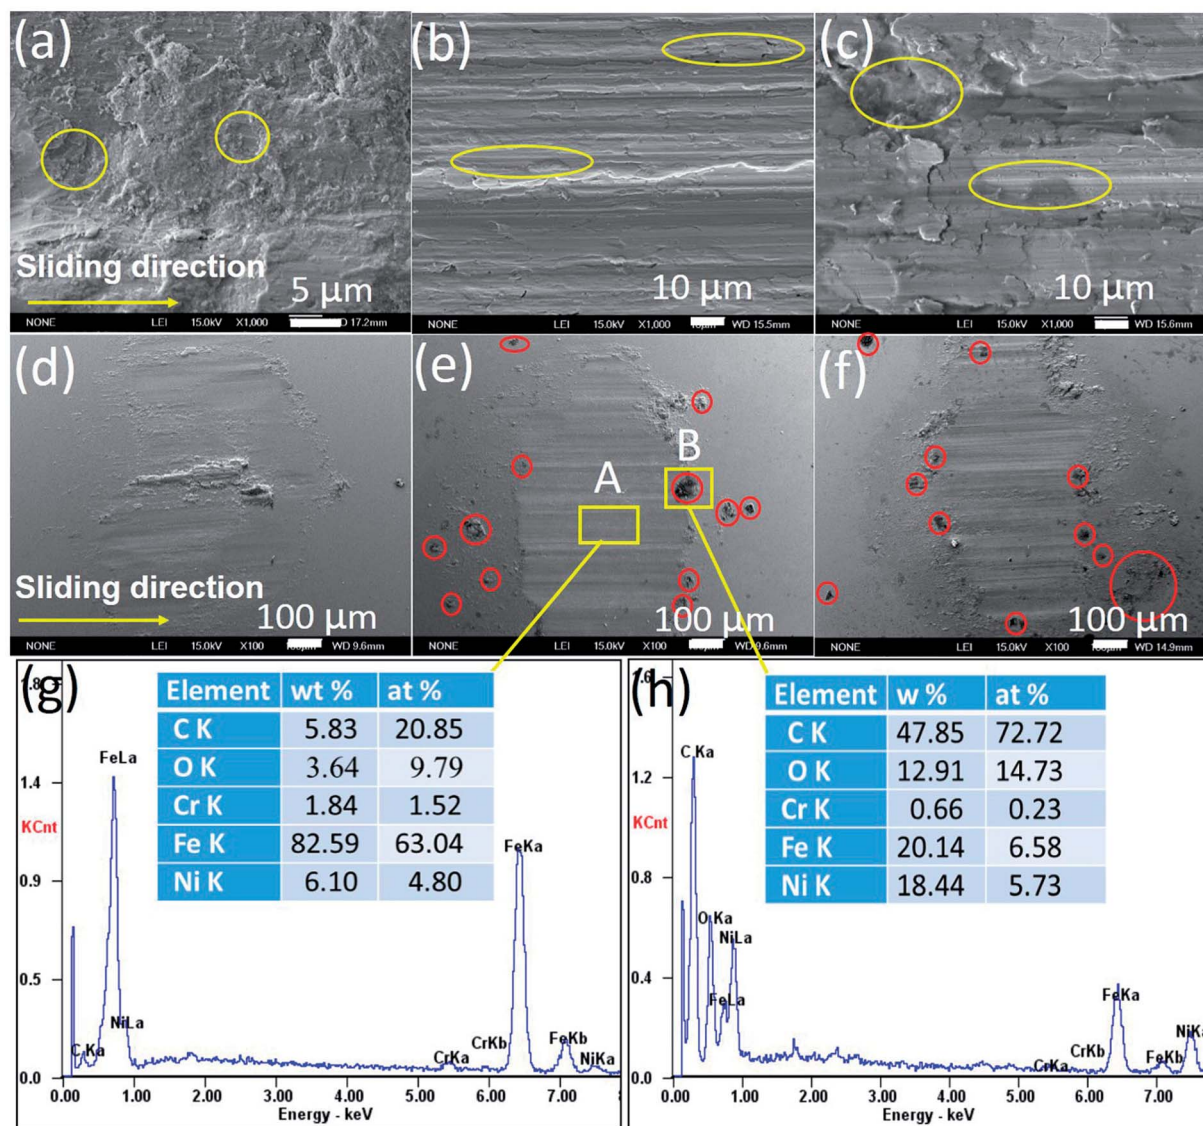 (a)
(b)
(c)
Sliding direction
5 µm
10 µm
10 µm
NONE LEI 15.0kV X1,000 WD 17.2mm
NONE LEI 15.0kV X1,000 WD 15.5mm
NONE LEI 15.0kV X1,000 WD 15.6mm
(d)
(e)
(f)
A
B
Sliding direction
100 µm
100 µm
100 µm
NONE LEI 15.0kV X100 WD 9.6mm
NONE LEI 15.0kV X100 WD 9.6mm
NONE LEI 15.0kV X100 WD 14.9mm
(g)
1.8
1.4
KCnt
0.9
0.5
0.0
Element wt % at %
C K 5.83 20.85
O K 3.64 9.79
Cr K 1.84 1.52
Fe K 82.59 63.04
Ni K 6.10 4.80
FeLa
NiLa
C Ka
CrKa
CrKb
FeKa
FeKb
NiKa
0.00 1.00 2.00 3.00 4.00 5.00 6.00 7.00
Energy - keV
(h)
1.6
1.2
KCnt
0.8
0.4
0.0
Element w % at %
C K 47.85 72.72
O K 12.91 14.73
Cr K 0.66 0.23
Fe K 20.14 6.58
Ni K 18.44 5.73
C Ka
O Ka
NiLa
FeLa
CrKa
CrKb
FeKa
FeKb
NiKa
0.00 1.00 2.00 3.00 4.00 5.00 6.00 7.00
Energy - keV